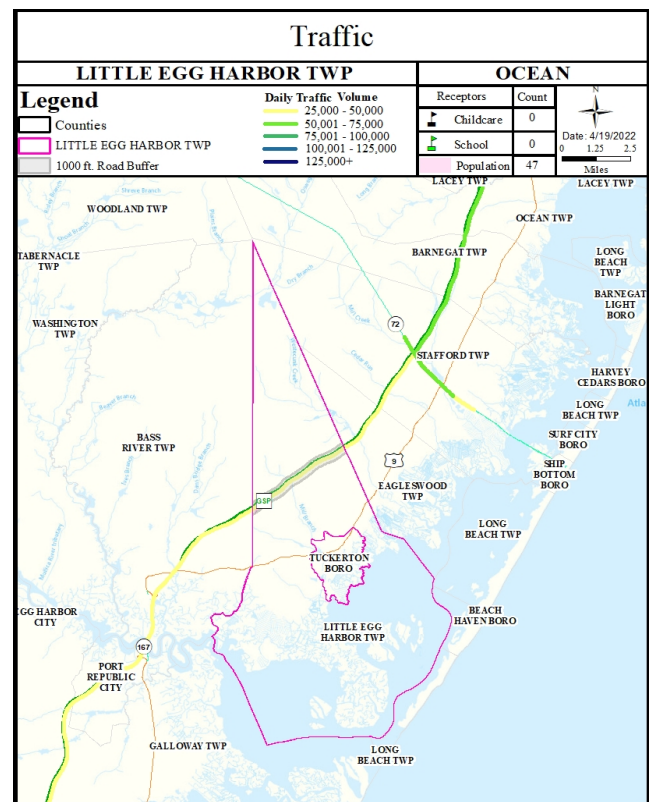 Traffic
LITTLE EGG HARBOR TWP
OCEAN
Legend
Counties
LITTLE EGG HARBOR TWP
1000 ft. Road Buffer
Daily Traffic Volume
25,000 - 50,000
50,001 - 75,000
75,001 - 100,000
100,001 - 125,000
125,000+
Receptors Count
Childcare 0
School 0
Population 47
N
Date: 4/19/2022
0 1.25 2.5
Miles
LACEY TWP
LACEY TWP
WOODLAND TWP
OCEAN TWP
TABERNACLE
TWP
BARNEGAT TWP
LONG
BEACH
TWP
Dry Branch
BARNEGAT
LIGHT
BORO
WASHINGTON
TWP
72
STAFFORD TWP
Cedar Run
HARVEY
CEDARS BORO
LONG
BEACH TWP
Atla
BASS
RIVER TWP
SURF CITY
BORO
9
SHIP
BOTTOM
BORO
EAGLESWOOD
TWP
GSP
LONG
BEACH TWP
TUCKERTON
BORO
EGG HARBOR
CITY
LITTLE EGG
HARBOR TWP
BEACH
HAVEN BORO
167
PORT
REPUBLIC
CITY
GALLOWAY TWP
LONG
BEACH TWP